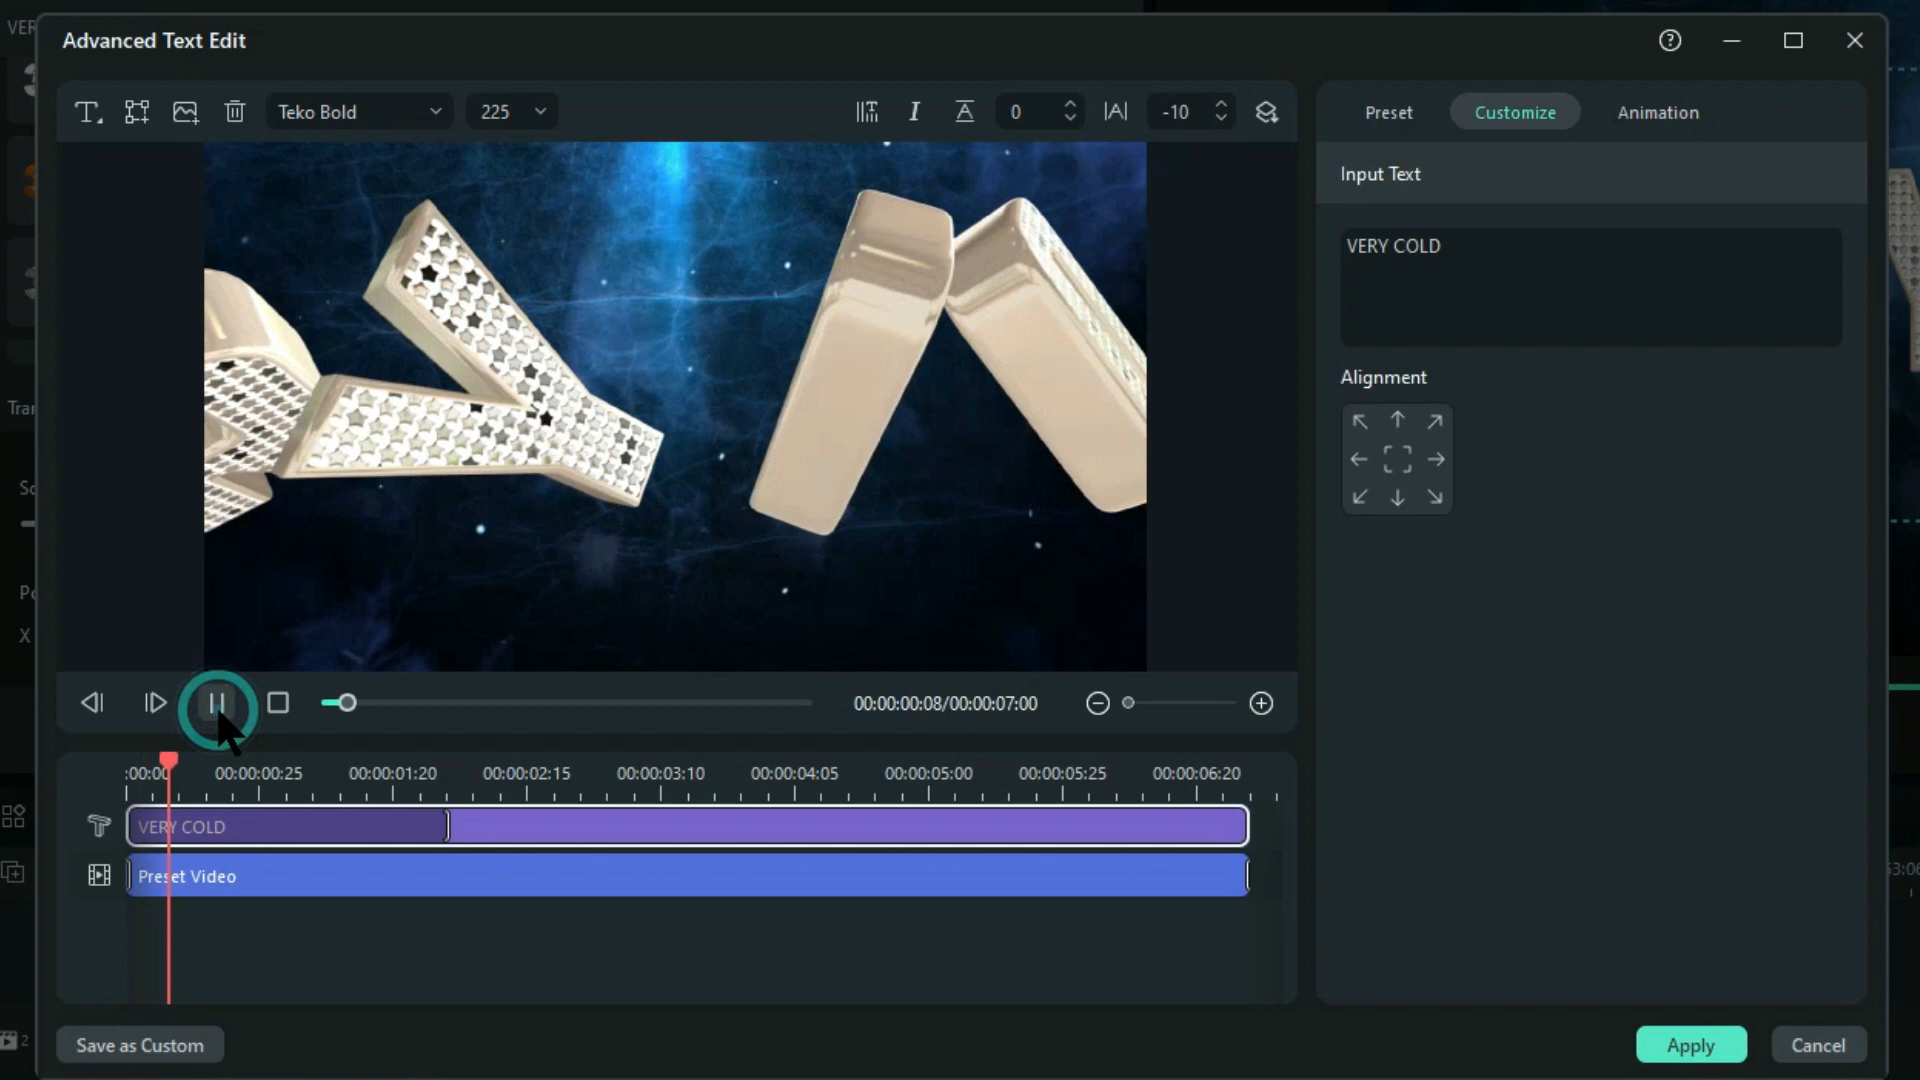 VER
Advanced Text Edit
Teko Bold
225
0
-10
Preset
Customize
Animation
Input Text
VERY COLD
Alignment
Tra
Sc
Po
X
00:00:00:08/00:00:07:00
:00:00
00:00:00:25
00:00:01:20
00:00:02:15
00:00:03:10
00:00:04:05
00:00:05:00
00:00:05:25
00:00:06:20
VERY COLD
Preset Video
53:06
2
Save as Custom
Apply
Cancel